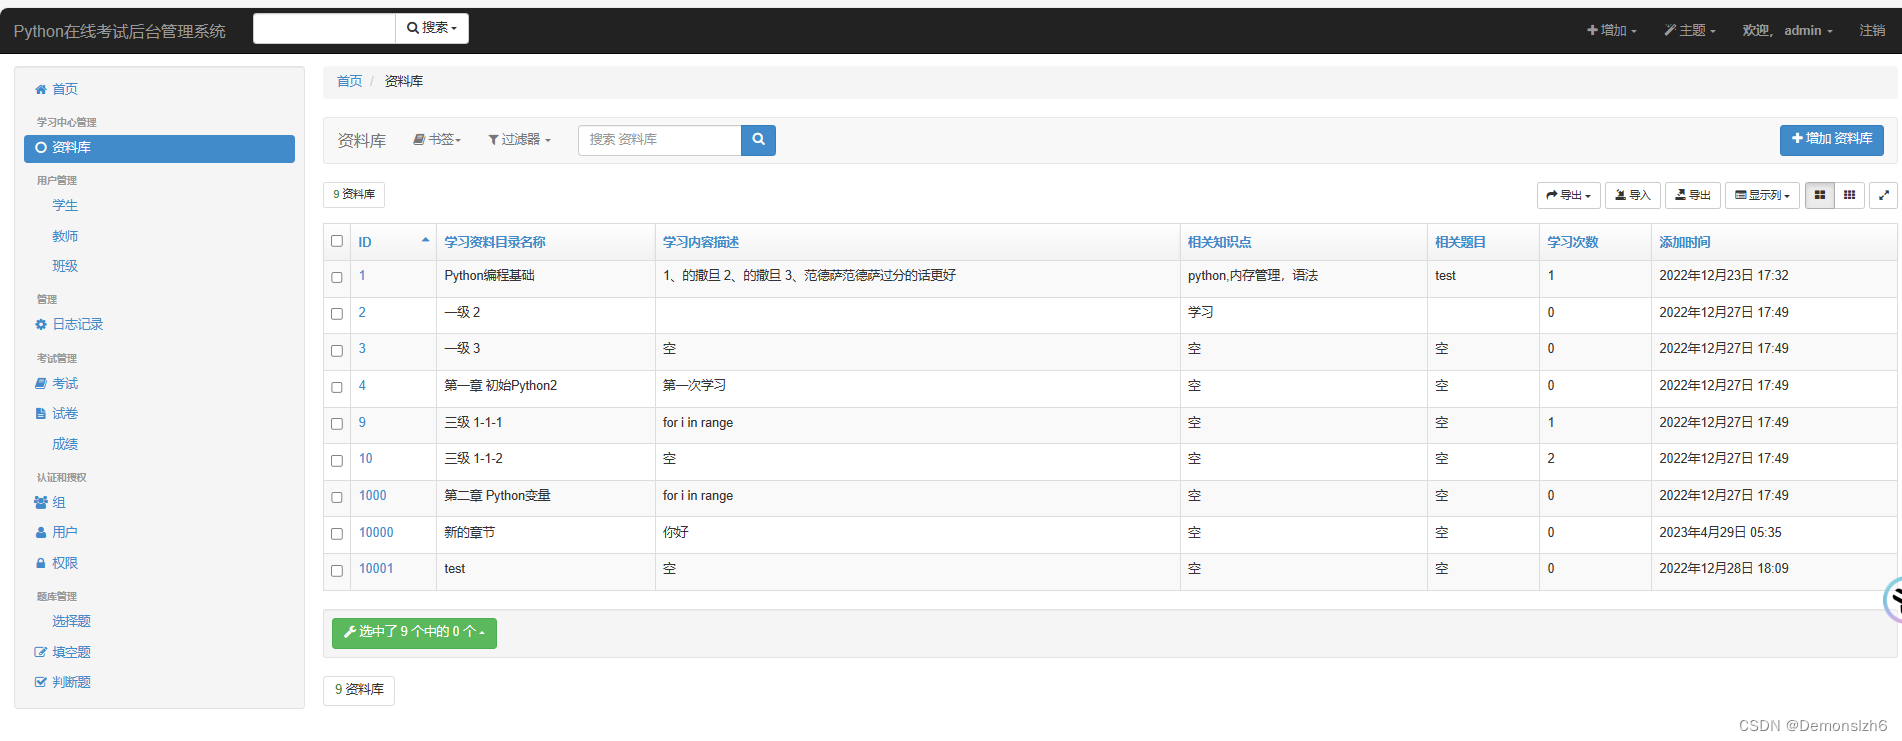 Python在线考试后台管理系统
搜索
增加
主题
欢迎， admin
注销
首页
学习中心管理
资料库
用户管理
学生
教师
班级
管理
日志记录
考试管理
考试
试卷
成绩
认证和授权
组
用户
权限
题库管理
选择题
填空题
判断题
首页 / 资料库
资料库 书签 过滤器 搜索 资料库
增加 资料库
9 资料库
导出 导入 导出 显示列
ID 学习资料目录名称 学习内容描述 相关知识点 相关题目 学习次数 添加时间
1 Python编程基础 1、的撒旦 2、的撒旦 3、范德萨范德萨过分的话更好 python,内存管理，语法 test 1 2022年12月23日 17:32
2 一级 2 学习 0 2022年12月27日 17:49
3 一级 3 空 空 空 0 2022年12月27日 17:49
4 第一章 初始Python2 第一次学习 空 空 0 2022年12月27日 17:49
9 三级 1-1-1 for i in range 空 空 1 2022年12月27日 17:49
10 三级 1-1-2 空 空 空 2 2022年12月27日 17:49
1000 第二章 Python变量 for i in range 空 空 0 2022年12月27日 17:49
10000 新的章节 你好 空 空 0 2023年4月29日 05:35
10001 test 空 空 空 0 2022年12月28日 18:09
选中了 9 个中的 0 个
9 资料库
CSDN @Demonslzh6